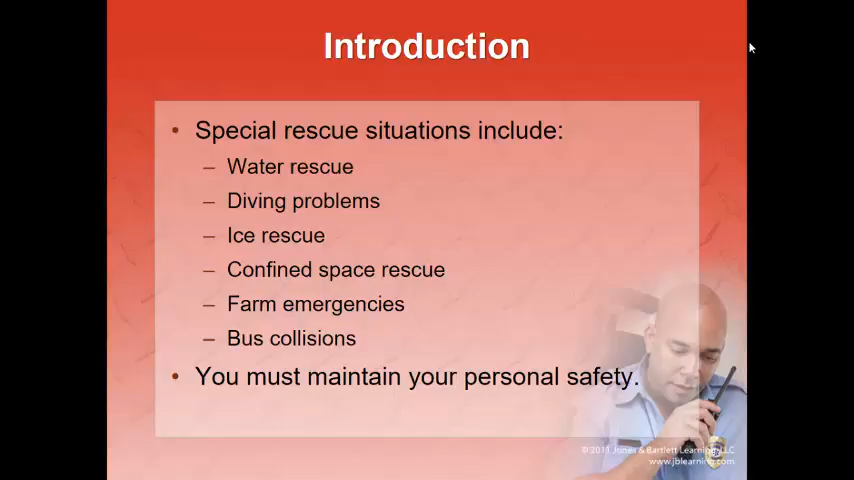 Introduction
• Special rescue situations include:
– Water rescue
– Diving problems
– Ice rescue
– Confined space rescue
– Farm emergencies
– Bus collisions
• You must maintain your personal safety.
© 2011 Jones & Bartlett Learning, LLC
www.jblearning.com